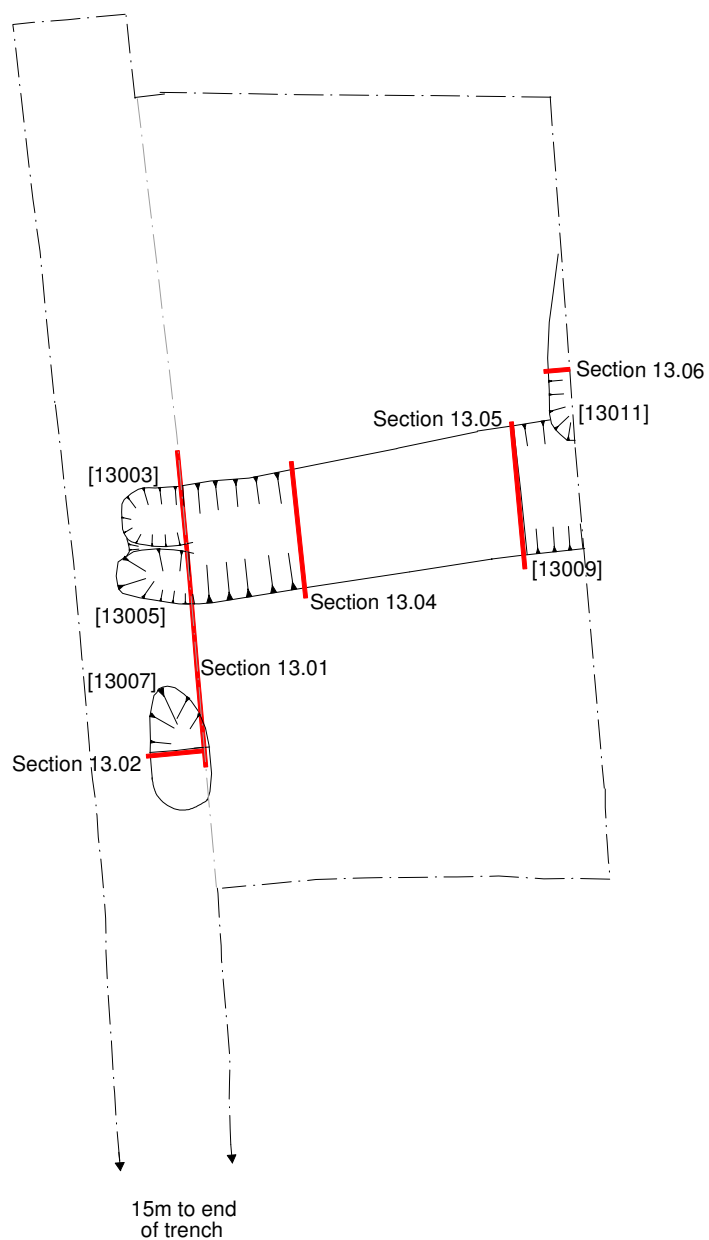 Section 13.06
[13011]
Section 13.05
[13003]
[13009]
Section 13.04
[13005]
Section 13.01
[13007]
Section 13.02
15m to end
of trench